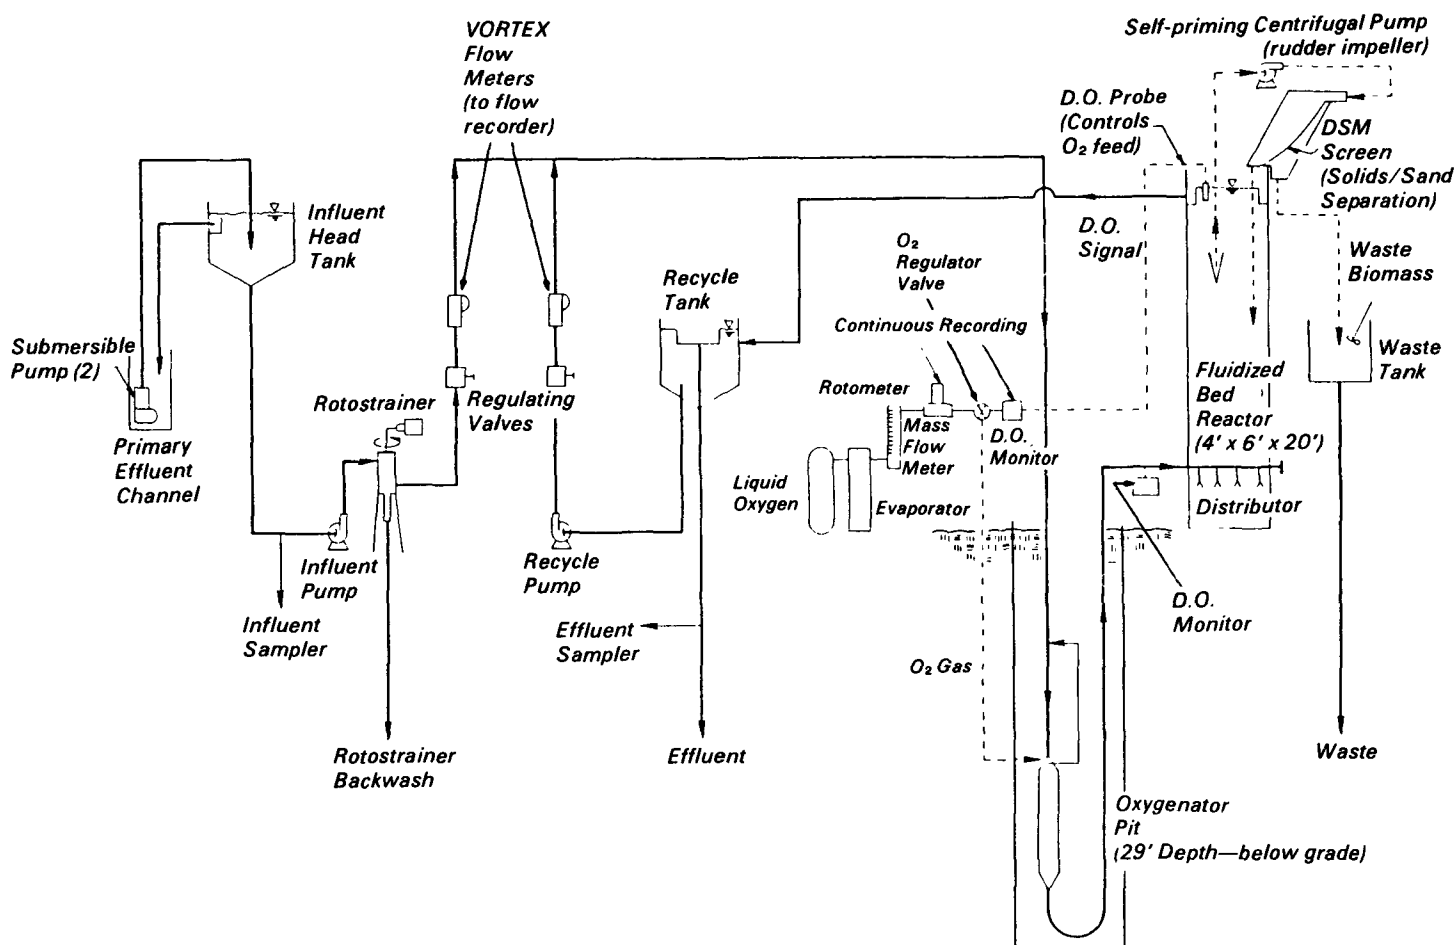 VORTEX
Flow
Meters
(to flow
recorder)
Self-priming Centrifugal Pump
(rudder impeller)
D.O. Probe
(Controls
O₂ feed)
DSM
Screen
(Solids/Sand
Separation)
Influent
Head
Tank
D.O.
Signal
O₂
Regulator
Valve
Waste
Biomass
Recycle
Tank
Continuous Recording
Submersible
Pump (2)
Waste
Tank
Rotostrainer
Regulating
Valves
Rotometer
Fluidized
Bed
Reactor
(4' x 6' x 20')
Mass
Flow
Meter
D.O.
Monitor
Primary
Effluent
Channel
Liquid
Oxygen
Evaporator
Distributor
Influent
Pump
Recycle
Pump
D.O.
Monitor
Influent
Sampler
Effluent
Sampler
O₂ Gas
Rotostrainer
Backwash
Effluent
Waste
Oxygenator
Pit
(29' Depth—below grade)